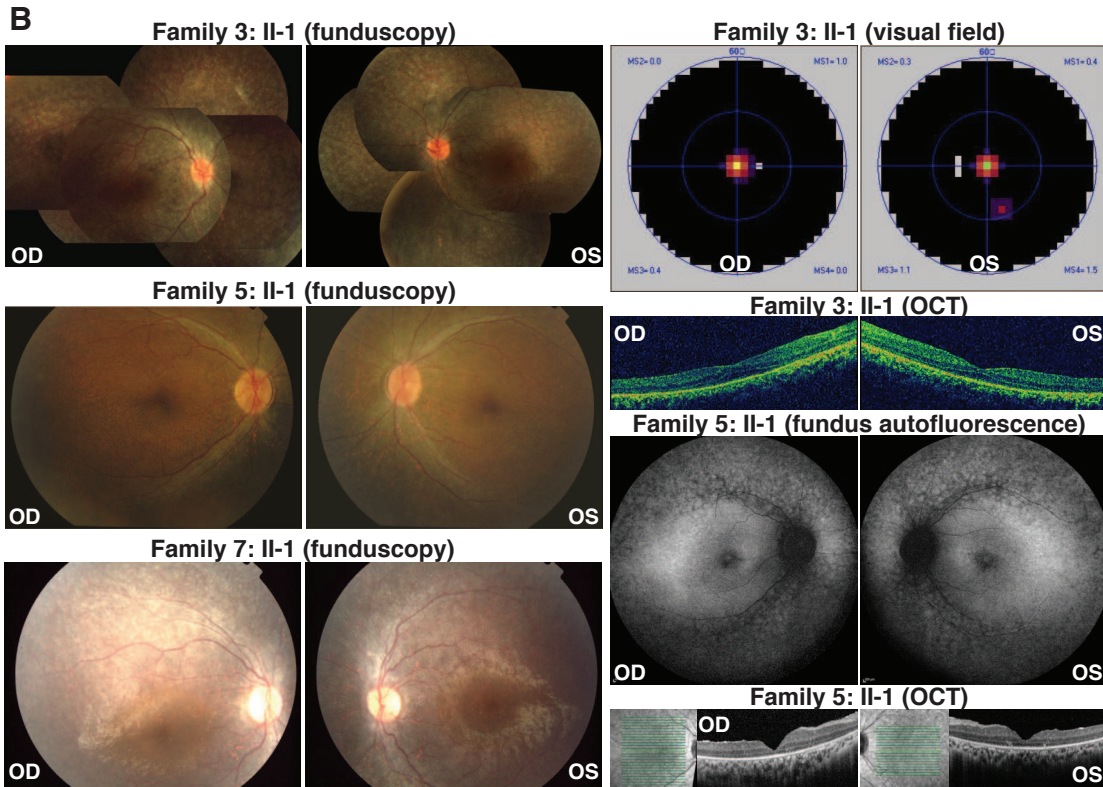 B
Family 3: II-1 (funduscopy)
OD
OS
Family 5: II-1 (funduscopy)
OD
OS
Family 7: II-1 (funduscopy)
OD
OS
Family 3: II-1 (visual field)
MS2= 0.0
60□
MS1= 1.0
MS3= 0.4
OD
MS4= 0.0
MS2= 0.3
60□
MS1= 0.4
MS3= 1.1
OS
MS4= 1.5
Family 3: II-1 (OCT)
OD
OS
Family 5: II-1 (fundus autofluorescence)
OD
OS
Family 5: II-1 (OCT)
OD
OS